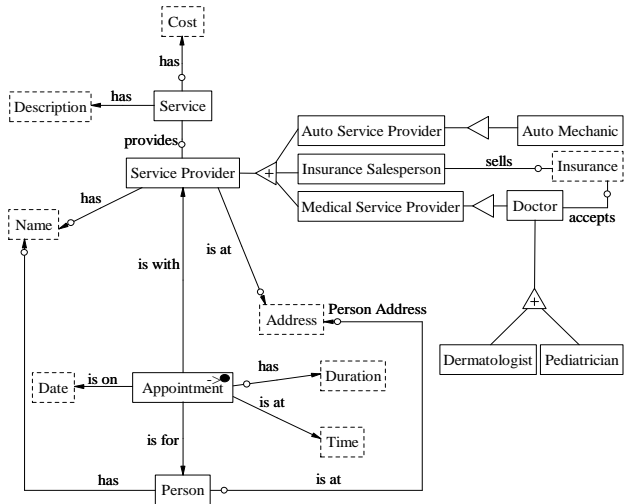 Cost
has
Description
has
Service
provides
Auto Service Provider
Auto Mechanic
Service Provider
+
Insurance Salesperson
sells
Insurance
Medical Service Provider
Doctor
accepts
has
Name
is with
is at
Address
Person Address
+
Dermatologist
Pediatrician
Date
is on
Appointment
->
has
Duration
is at
Time
is for
has
Person
is at